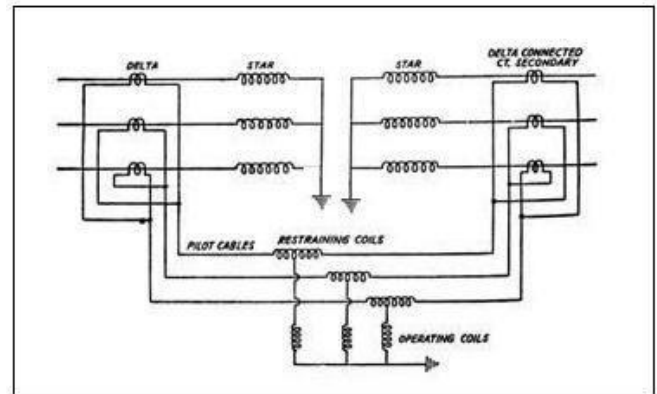 DELTA
STAR
STAR
DELTA CONNECTED
CT. SECONDARY
PILOT CABLES
RESTRAINING COILS
OPERATING COILS